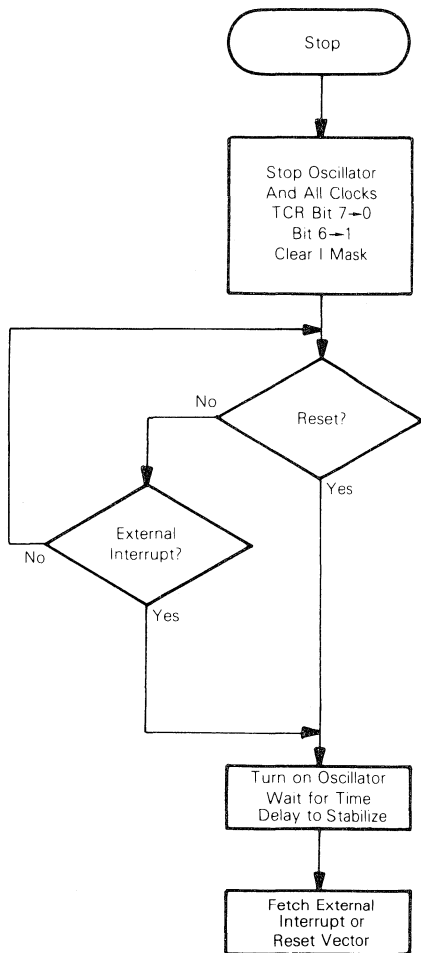 Stop
Stop Oscillator
And All Clocks
TCR Bit 7→0
Bit 6→1
Clear I Mask
No
Reset?
Yes
External
Interrupt?
No
Yes
Turn on Oscillator
Wait for Time
Delay to Stabilize
Fetch External
Interrupt or
Reset Vector